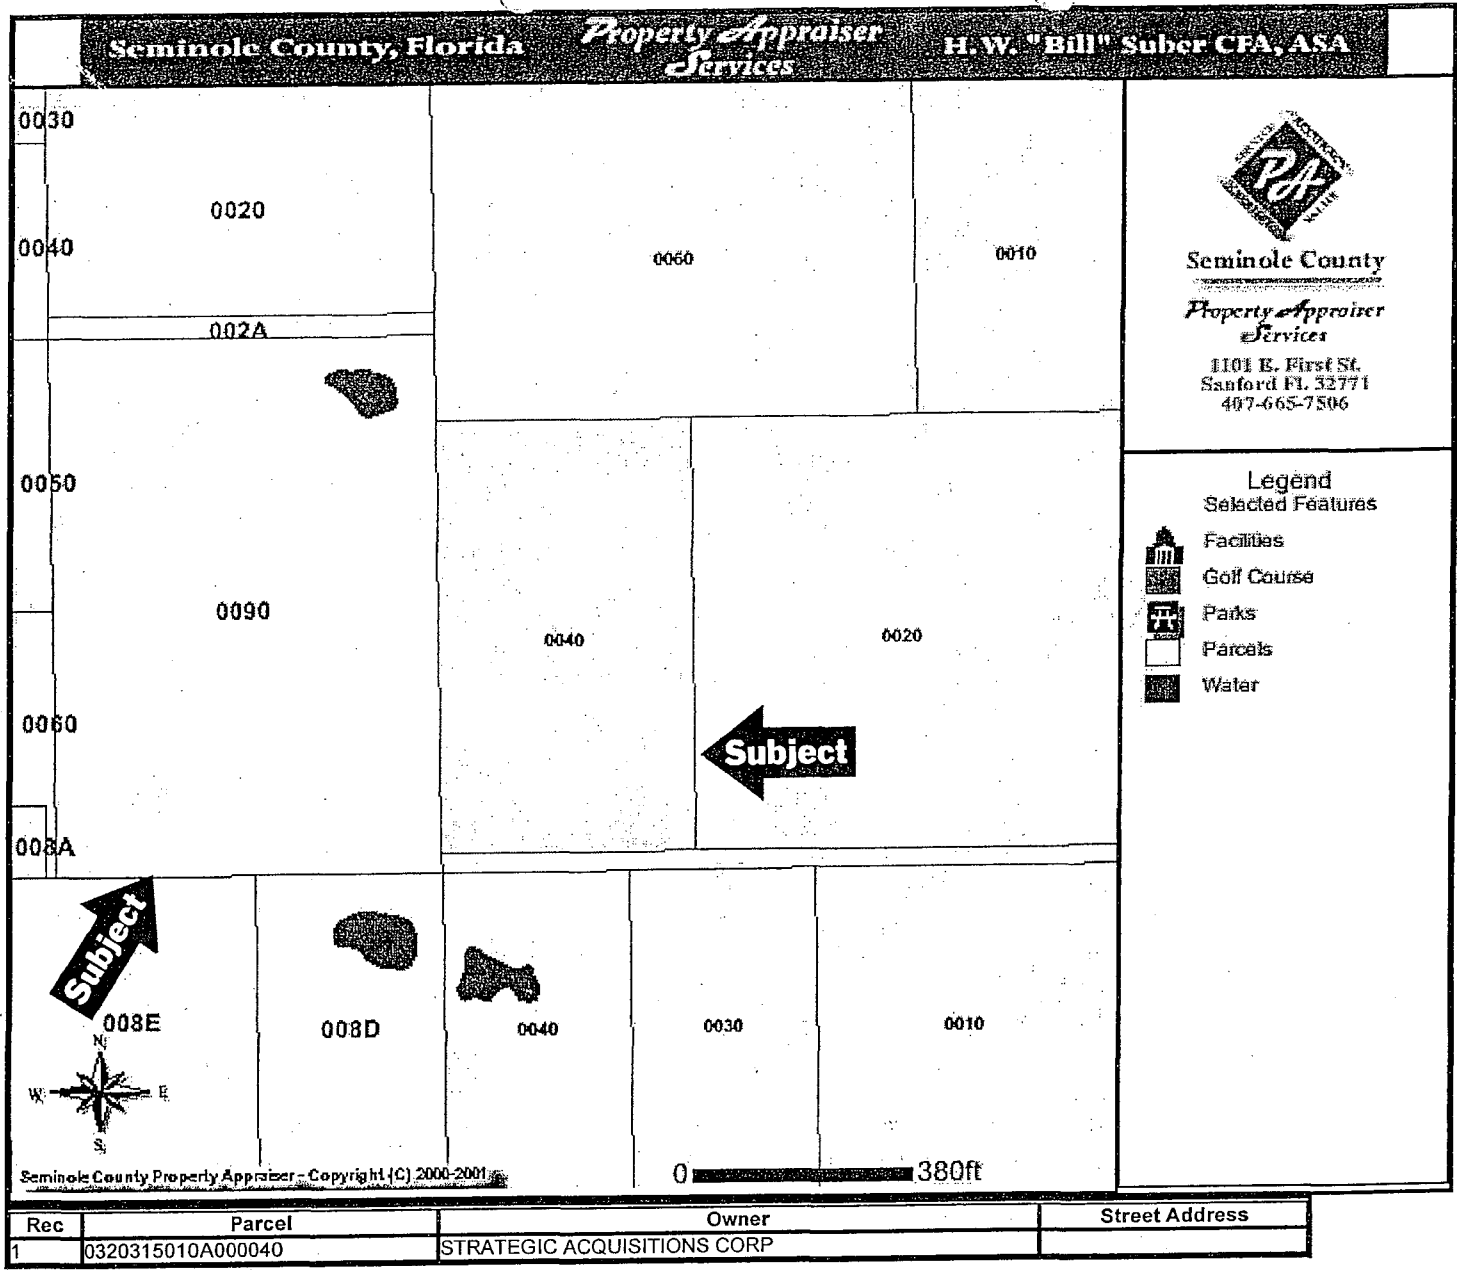 Seminole County, Florida
Property Appraiser
Services
H.W. "Bill" Suber CFA, ASA
0030
0020
0040
0060
0010
002A
0050
0090
0040
0020
0060
Subject
008A
Subject
008E
008D
0040
0030
0010
N
W E
S
Seminole County Property Appraiser - Copyright (C) 2000-2001
0 380ft
PA
VALUE
Seminole County
Property Appraiser
Services
1101 E. First St.
Sanford Fl. 32771
407-665-7506
Legend
Selected Features
Facilities
Golf Course
Parks
Parcels
Water
Rec Parcel Owner Street Address
1 0320315010A000040 STRATEGIC ACQUISITIONS CORP